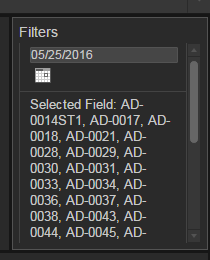 Filters
05/25/2016
Selected Field: AD-
0014ST1, AD-0017, AD-
0018, AD-0021, AD-
0028, AD-0029, AD-
0030, AD-0031, AD-
0033, AD-0034, AD-
0036, AD-0037, AD-
0038, AD-0043, AD-
0044, AD-0045, AD-